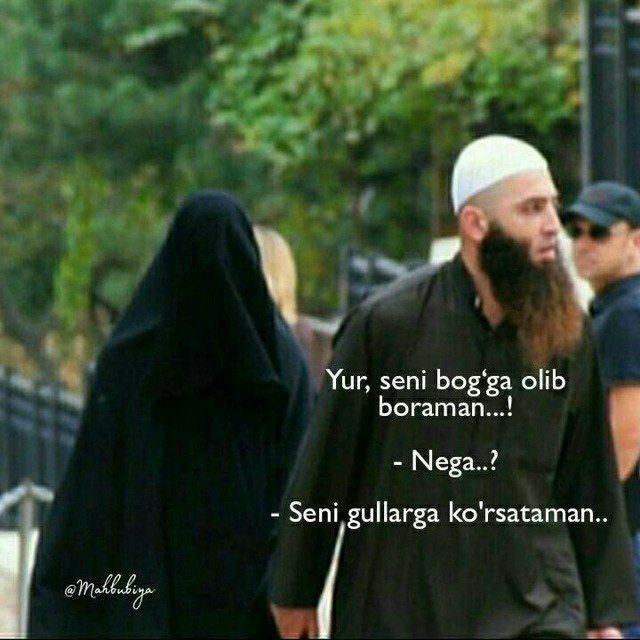 Yur, seni bog‘ga olib
boraman...!
- Nega..?
- Seni gullarga ko'rsataman..
@Mahbubiya